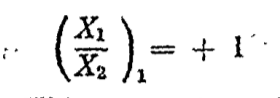 (X₁/X₂)₁ = + 1